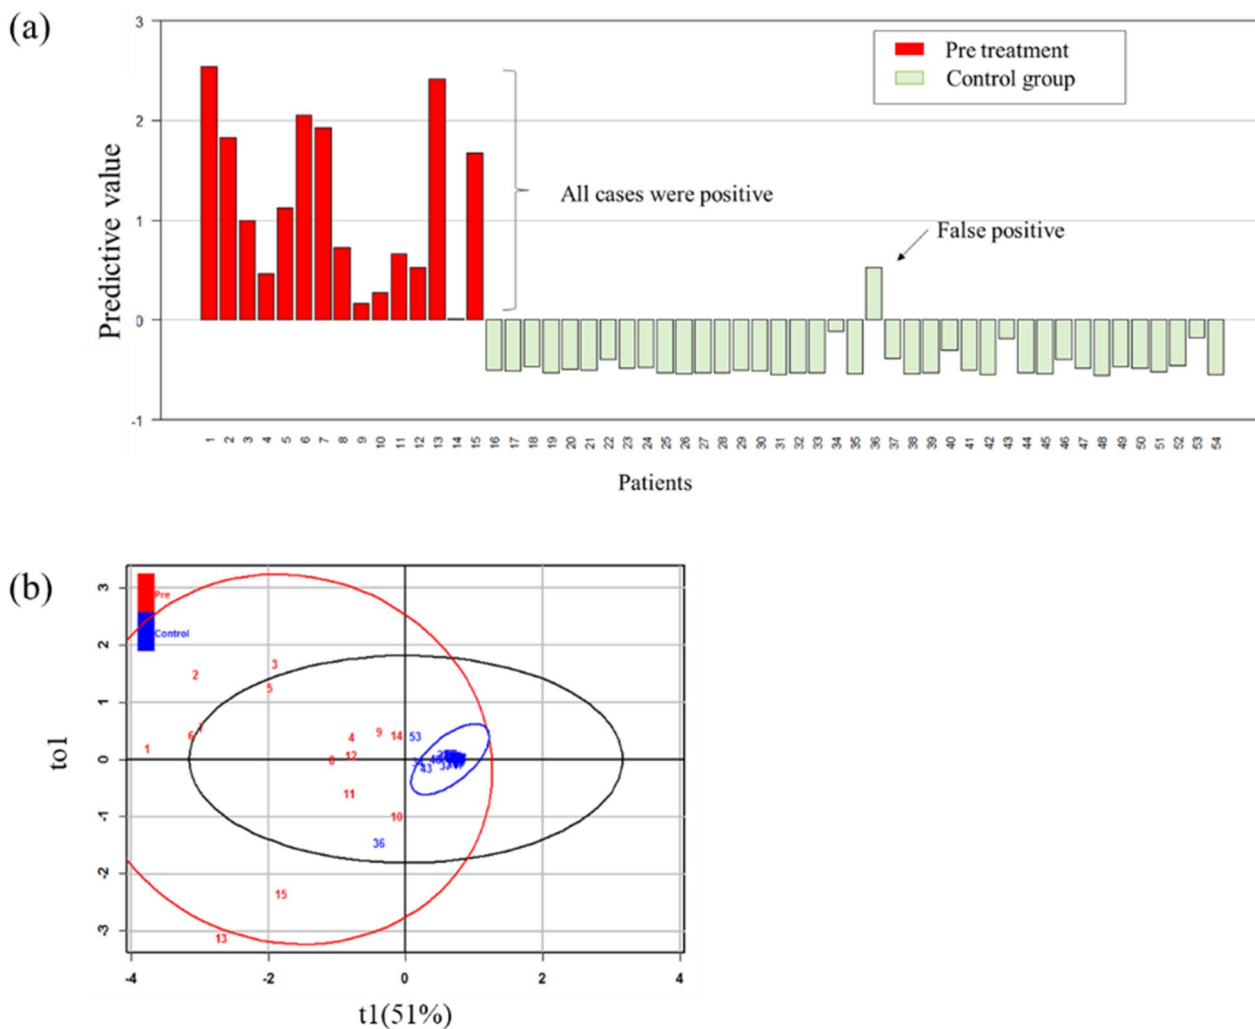 (a)
3
2
1
0
-1
Predictive value
Pre treatment
Control group
All cases were positive
False positive
1 2 3 4 5 6 7 8 9 10 11 12 13 14 15 16 17 18 19 20 21 22 23 24 25 26 27 28 29 30 31 32 33 34 35 36 37 38 39 40 41 42 43 44 45 46 47 48 49 50 51 52 53 54
Patients
(b)
3
2
1
0
-1
-2
-3
to1
Pre
Control
3
2
5
7
6
1
4
9
14
53
12
8
43
11
10
36
15
13
-4 -2 0 2 4
t1(51%)